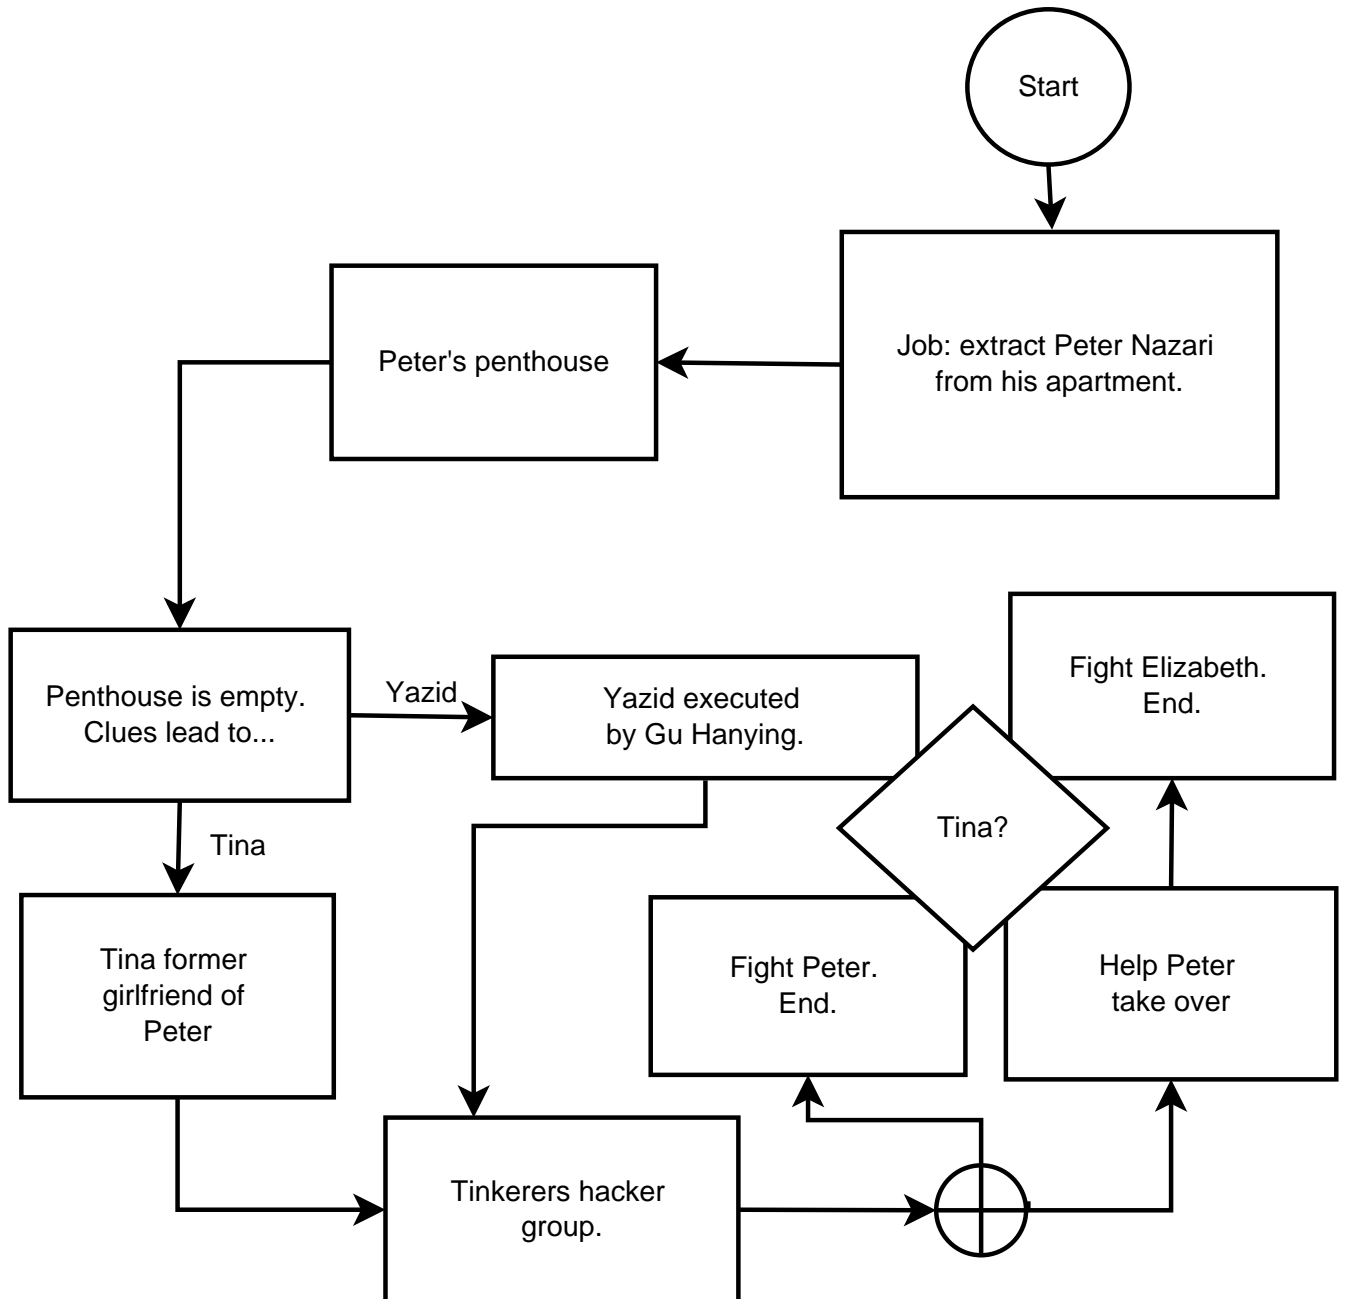 Start
Job: extract Peter Nazari
from his apartment.
Peter's penthouse
Penthouse is empty.
Clues lead to...
Yazid
Yazid executed
by Gu Hanying.
Fight Elizabeth.
End.
Tina?
Tina
Tina former
girlfriend of
Peter
Fight Peter.
End.
Help Peter
take over
Tinkerers hacker
group.